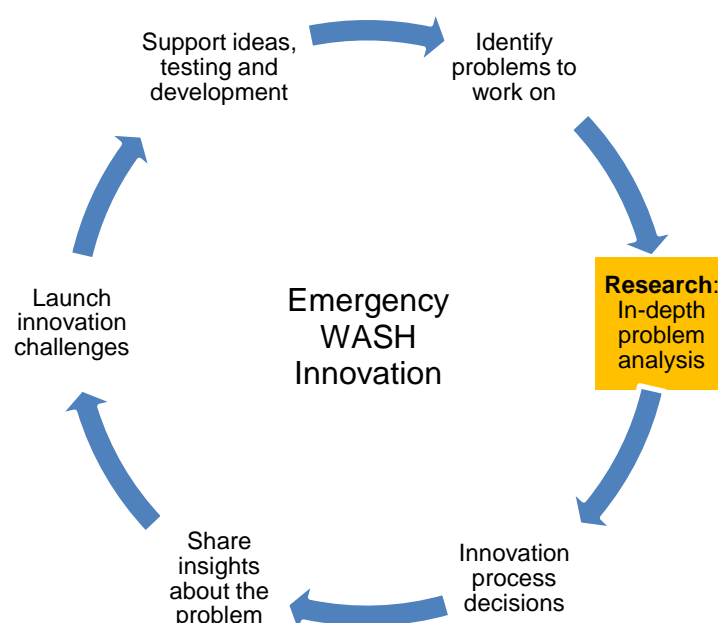 Support ideas,
testing and
development
Identify
problems to
work on
Research:
In-depth
problem
analysis
Innovation
process
decisions
Share
insights
about the
problem
Launch
innovation
challenges
Emergency
WASH
Innovation